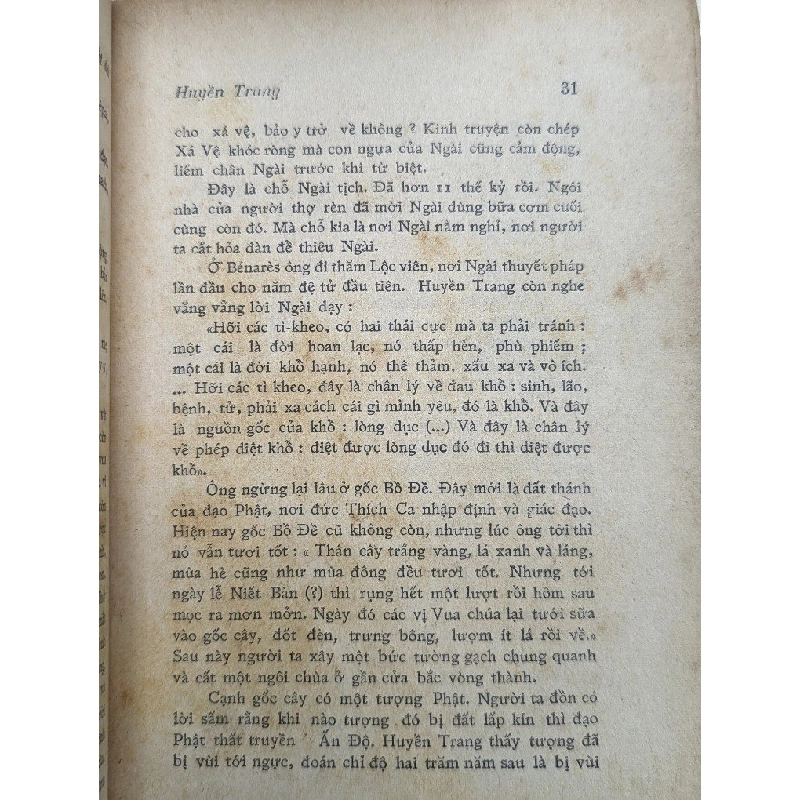 Huyền Trang 31
cho xá vệ, bảo y trở về không ? Kinh truyện còn chép
Xá Vệ khóc ròng mà con ngựa của Ngài cũng cảm động,
liếm chân Ngài trước khi từ biệt.
Đây là chỗ Ngài tịch. Đã hơn 11 thế kỷ rồi. Ngói
nhà của người thợ rèn đã mời Ngài dùng bữa cơm cuối
cùng còn đó. Mà chỗ kia là nơi Ngài nằm nghỉ, nơi người
ta cất hỏa đàn để thiêu Ngài.
Ở Bénarès ông đi thăm Lộc viên, nơi Ngài thuyết pháp
lần đầu cho năm đệ tử đầu tiên. Huyền Trang còn nghe
văng vẳng lời Ngài dạy :
«Hỡi các tì-kheo, có hai thái cực mà ta phải tránh :
một cái là đời hoan lạc, nó thấp hèn, phù phiếm ;
một cái là đời khổ hạnh, nó thê thảm, xấu xa và vô ích.
... Hỡi các tì kheo, đây là chân lý về đau khổ : sinh, lão,
bệnh, tử, phải xa cách cái gì mình yêu, đó là khổ. Và đây
là nguồn gốc của khổ : lòng dục (...) Và đây là chân lý
về phép diệt khổ : diệt được lòng dục đó đi thì diệt được
khổ».
Ông ngừng lại lâu ở gốc Bồ Đề. Đây mới là đất thánh
của đạo Phật, nơi đức Thích Ca nhập định và giác đạo.
Hiện nay gốc Bồ Đề cũ không còn, nhưng lúc ông tới thì
nó vẫn tươi tốt : « Thân cây trắng vàng, lá xanh và láng,
mùa hè cũng như mùa đông đều tươi tốt. Nhưng tới
ngày lễ Niết Bàn (?) thì rụng hết một lượt rồi hôm sau
mọc ra mơn mởn. Ngày đó các vị Vua chúa lại tưới sữa
vào gốc cây, đốt đèn, trưng bông, lượm ít lá rồi về.»
Sau này người ta xây một bức tường gạch chung quanh
và cất một ngôi chùa ở gần cửa bắc vòng thành.
Cạnh gốc cây có một tượng Phật. Người ta đồn có
lời sấm rằng khi nào tượng đó bị đất lấp kín thì đạo
Phật thất truyền Ấn Độ. Huyền Trang thấy tượng đã
bị vùi tới ngực, đoán chỉ độ hai trăm năm sau là bị vùi